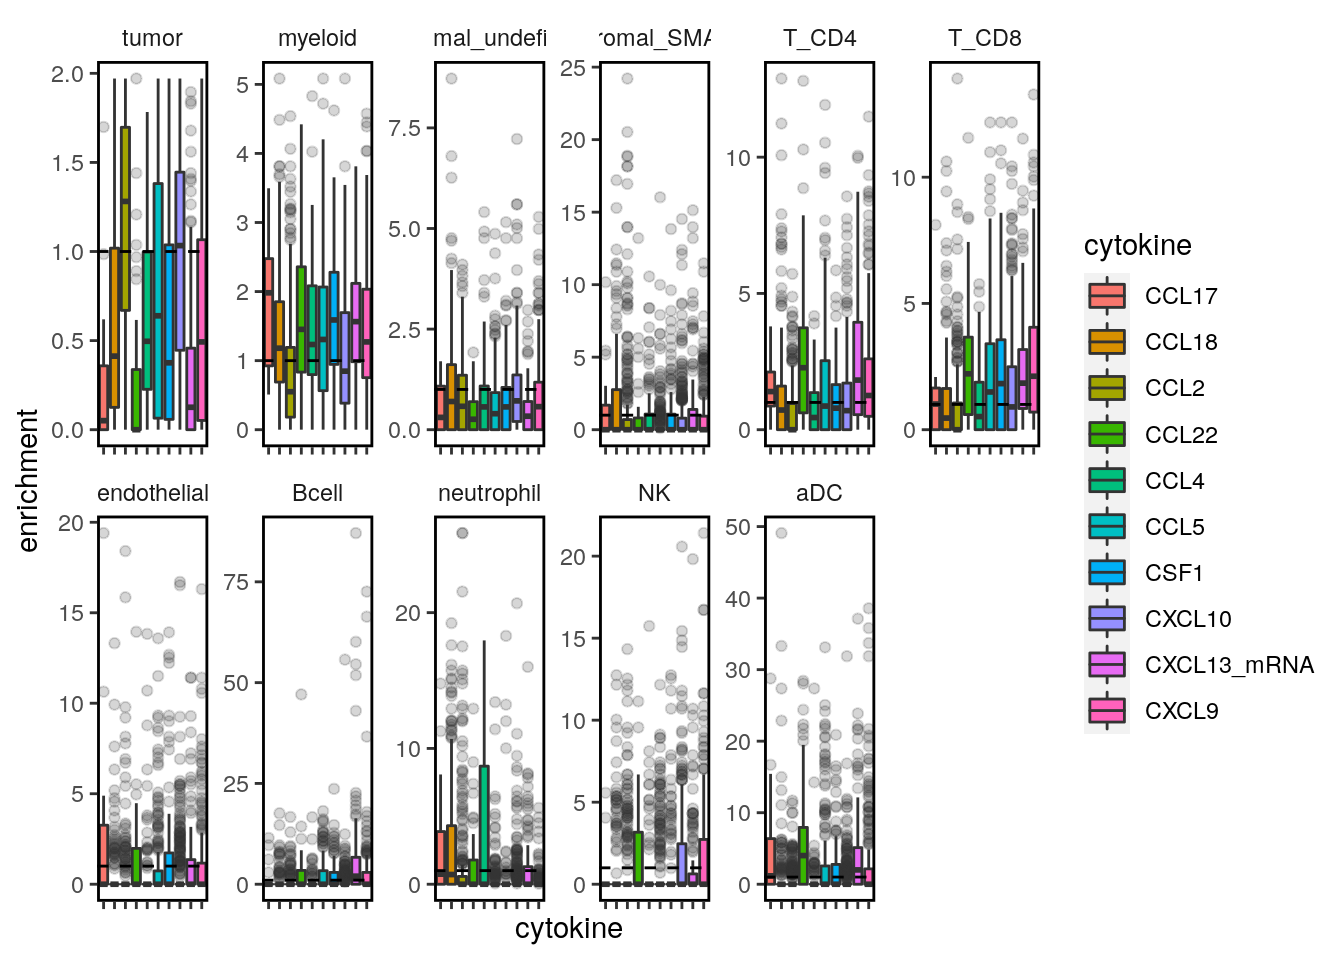 tumor
myeloid
mal_undefi
romal_SMA
T_CD4
T_CD8
2.0
1.5
1.0
0.5
0.0
5
4
3
2
1
0
7.5
5.0
2.5
0.0
25
20
15
10
5
0
10
5
0
10
5
0
endothelial
Bcell
neutrophil
NK
aDC
20
15
10
5
0
75
50
25
0
20
10
0
20
15
10
5
0
50
40
30
20
10
0
enrichment
cytokine
cytokine
CCL17
CCL18
CCL2
CCL22
CCL4
CCL5
CSF1
CXCL10
CXCL13_mRNA
CXCL9